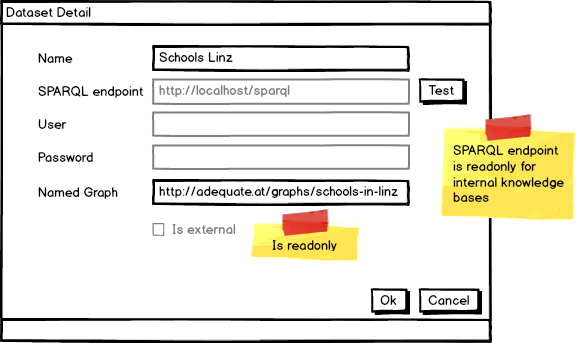 Dataset Detail
Name
Schools Linz
SPARQL endpoint
http://localhost/sparql
Test
User
Password
Named Graph
http://adequate.at/graphs/schools-in-linz
Is external
Is readonly
SPARQL endpoint
is readonly for
internal knowledge
bases
Ok
Cancel